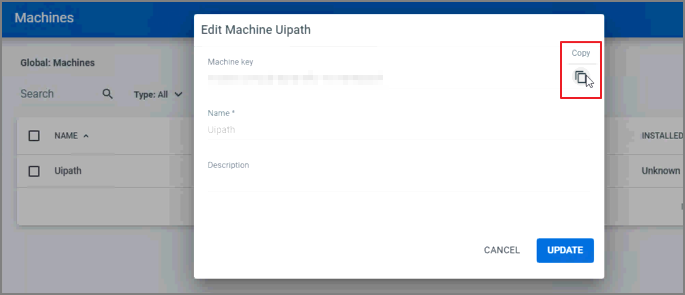 Machines
Edit Machine Uipath
Global: Machines
Machine key
Copy
Search
Type: All
Name *
Uipath
NAME
INSTALLED
Description
Uipath
Unknown
CANCEL
UPDATE